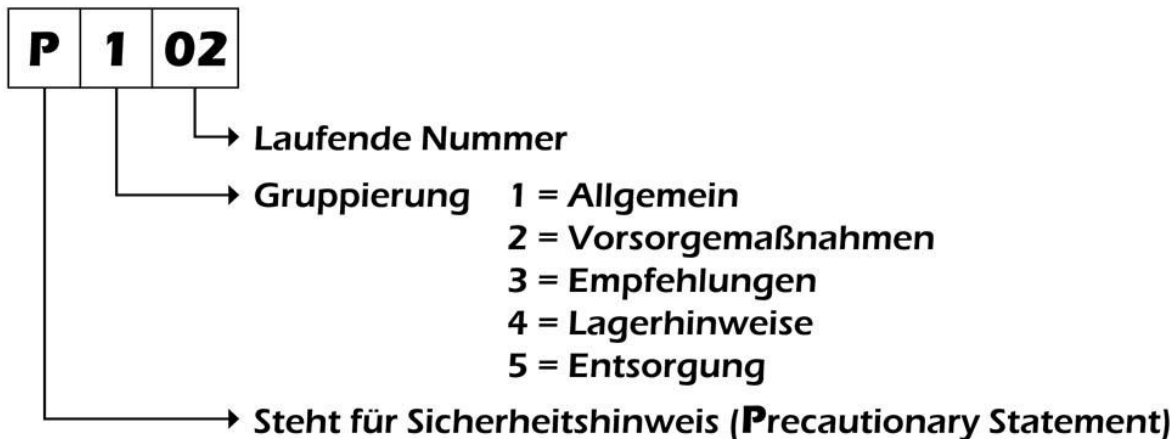 P 1 02
Laufende Nummer
Gruppierung 1 = Allgemein
2 = Vorsorgemaßnahmen
3 = Empfehlungen
4 = Lagerhinweise
5 = Entsorgung
Steht für Sicherheitshinweis (Precautionary Statement)